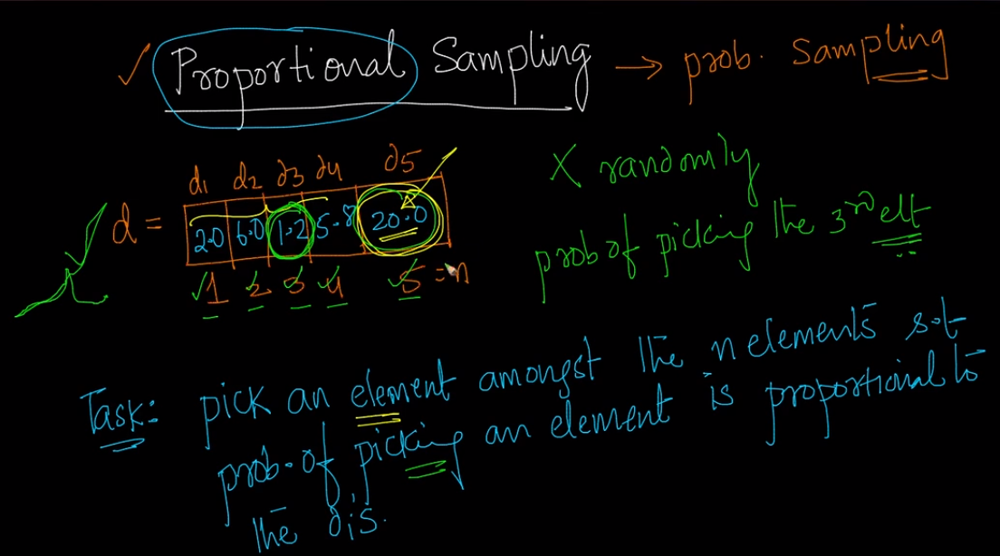 ✓ Proportional Sampling → prob. Sampling
d1 d2 d3 d4 d5
d = 2.0 6.0 1.2 5.8 20.0
1 2 3 4 5 = n
X randomly
prob of picking the 3rd elt
Task: pick an element amongst the n elements s.t
prob. of picking an element is proportional to
the dis.